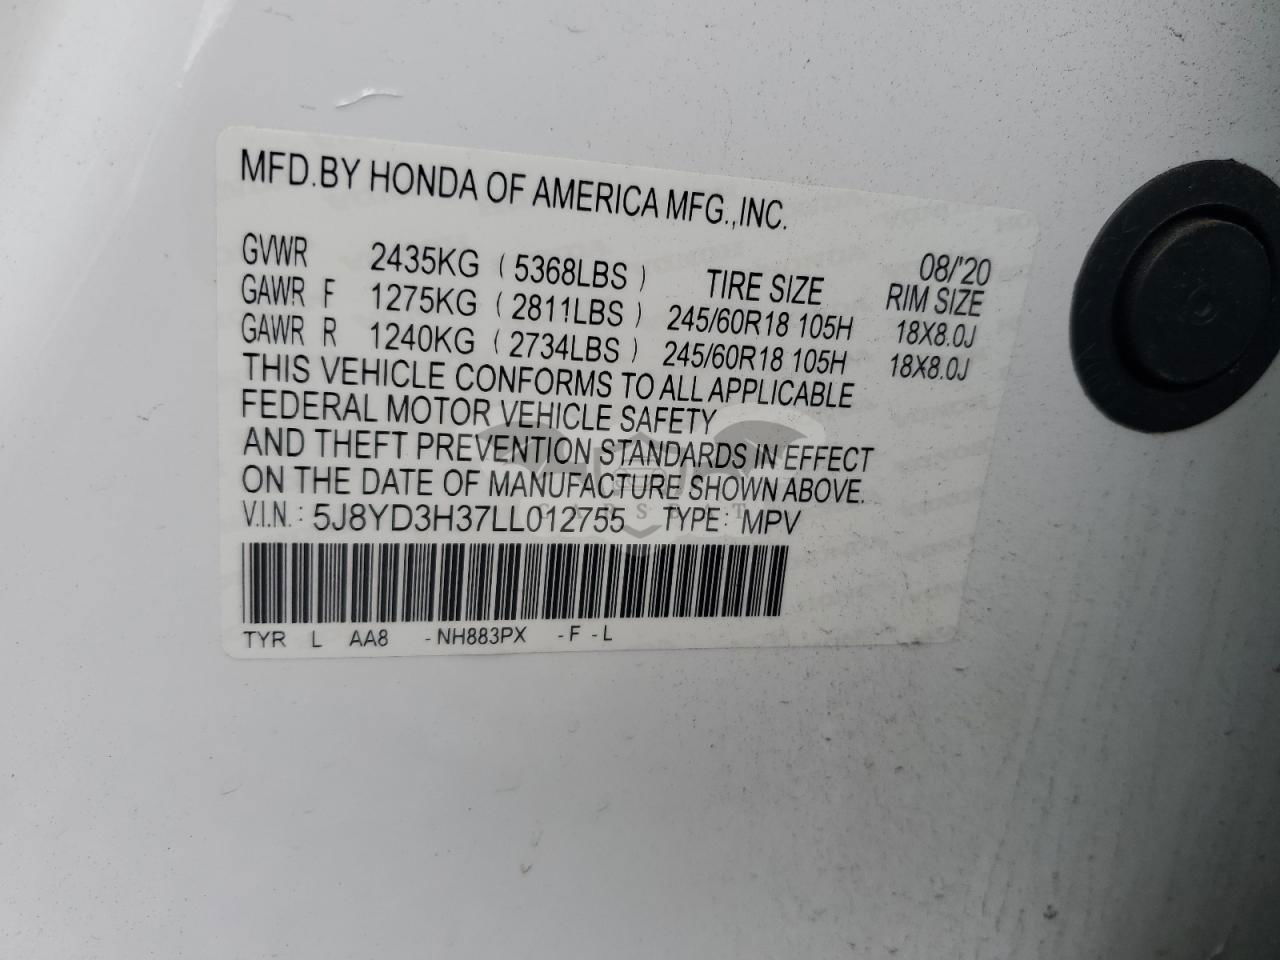 MFD.BY HONDA OF AMERICA MFG.,INC.
08/'20
GVWR 2435KG ( 5368LBS ) TIRE SIZE RIM SIZE
GAWR F 1275KG ( 2811LBS ) 245/60R18 105H 18X8.0J
GAWR R 1240KG ( 2734LBS ) 245/60R18 105H 18X8.0J
THIS VEHICLE CONFORMS TO ALL APPLICABLE
FEDERAL MOTOR VEHICLE SAFETY
AND THEFT PREVENTION STANDARDS IN EFFECT
ON THE DATE OF MANUFACTURE SHOWN ABOVE.
V.I.N.: 5J8YD3H37LL012755 TYPE: MPV
TYR L AA8 -NH883PX -F -L